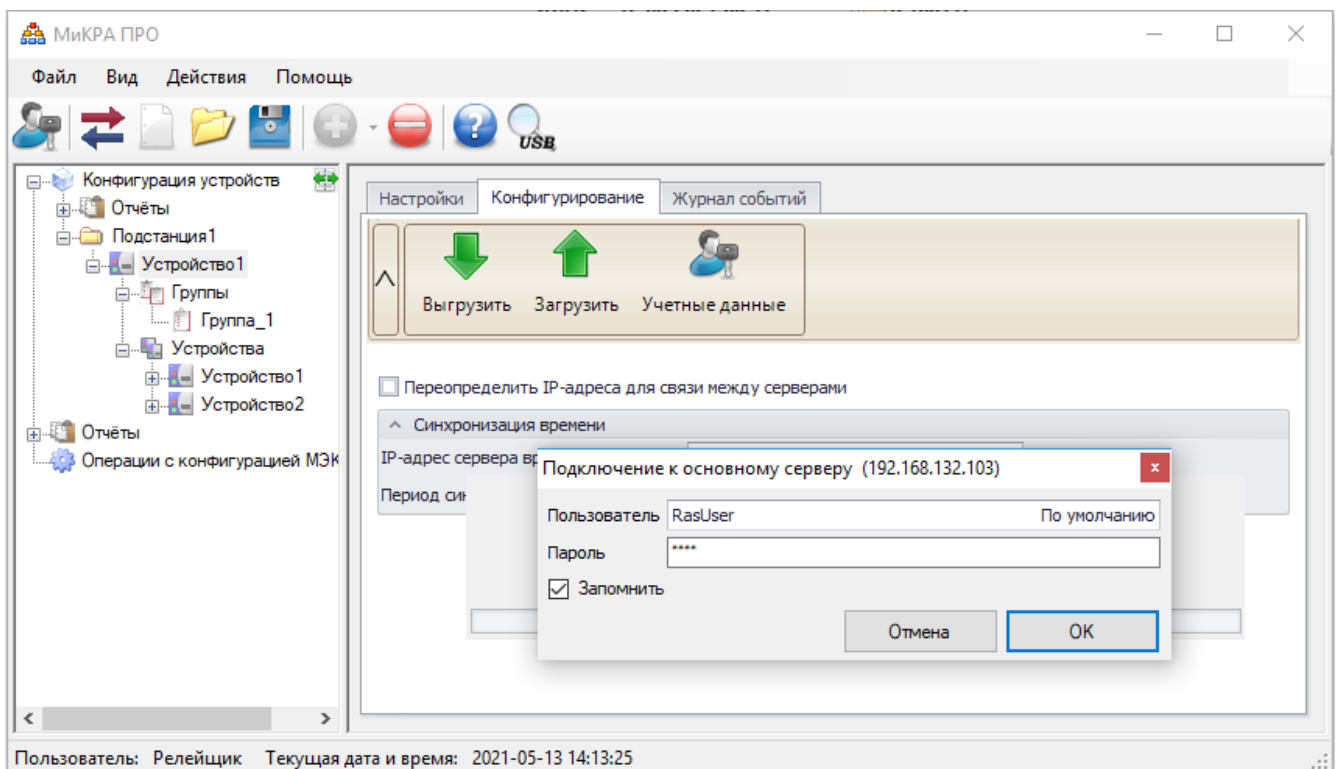 МиКРА ПРО
Файл Вид Действия Помощь
USB
Конфигурация устройств
Отчёты
Подстанция1
Устройство1
Группы
Группа_1
Устройства
Устройство1
Устройство2
Отчёты
Операции с конфигурацией МЭК
Настройки Конфигурирование Журнал событий
Выгрузить Загрузить Учетные данные
Переопределить IP-адреса для связи между серверами
Синхронизация времени
IP-адрес сервера вр
Период син
Подключение к основному серверу (192.168.132.103)
Пользователь RasUser По умолчанию
Пароль ****
Запомнить
Отмена OK
Пользователь: Релейщик Текущая дата и время: 2021-05-13 14:13:25